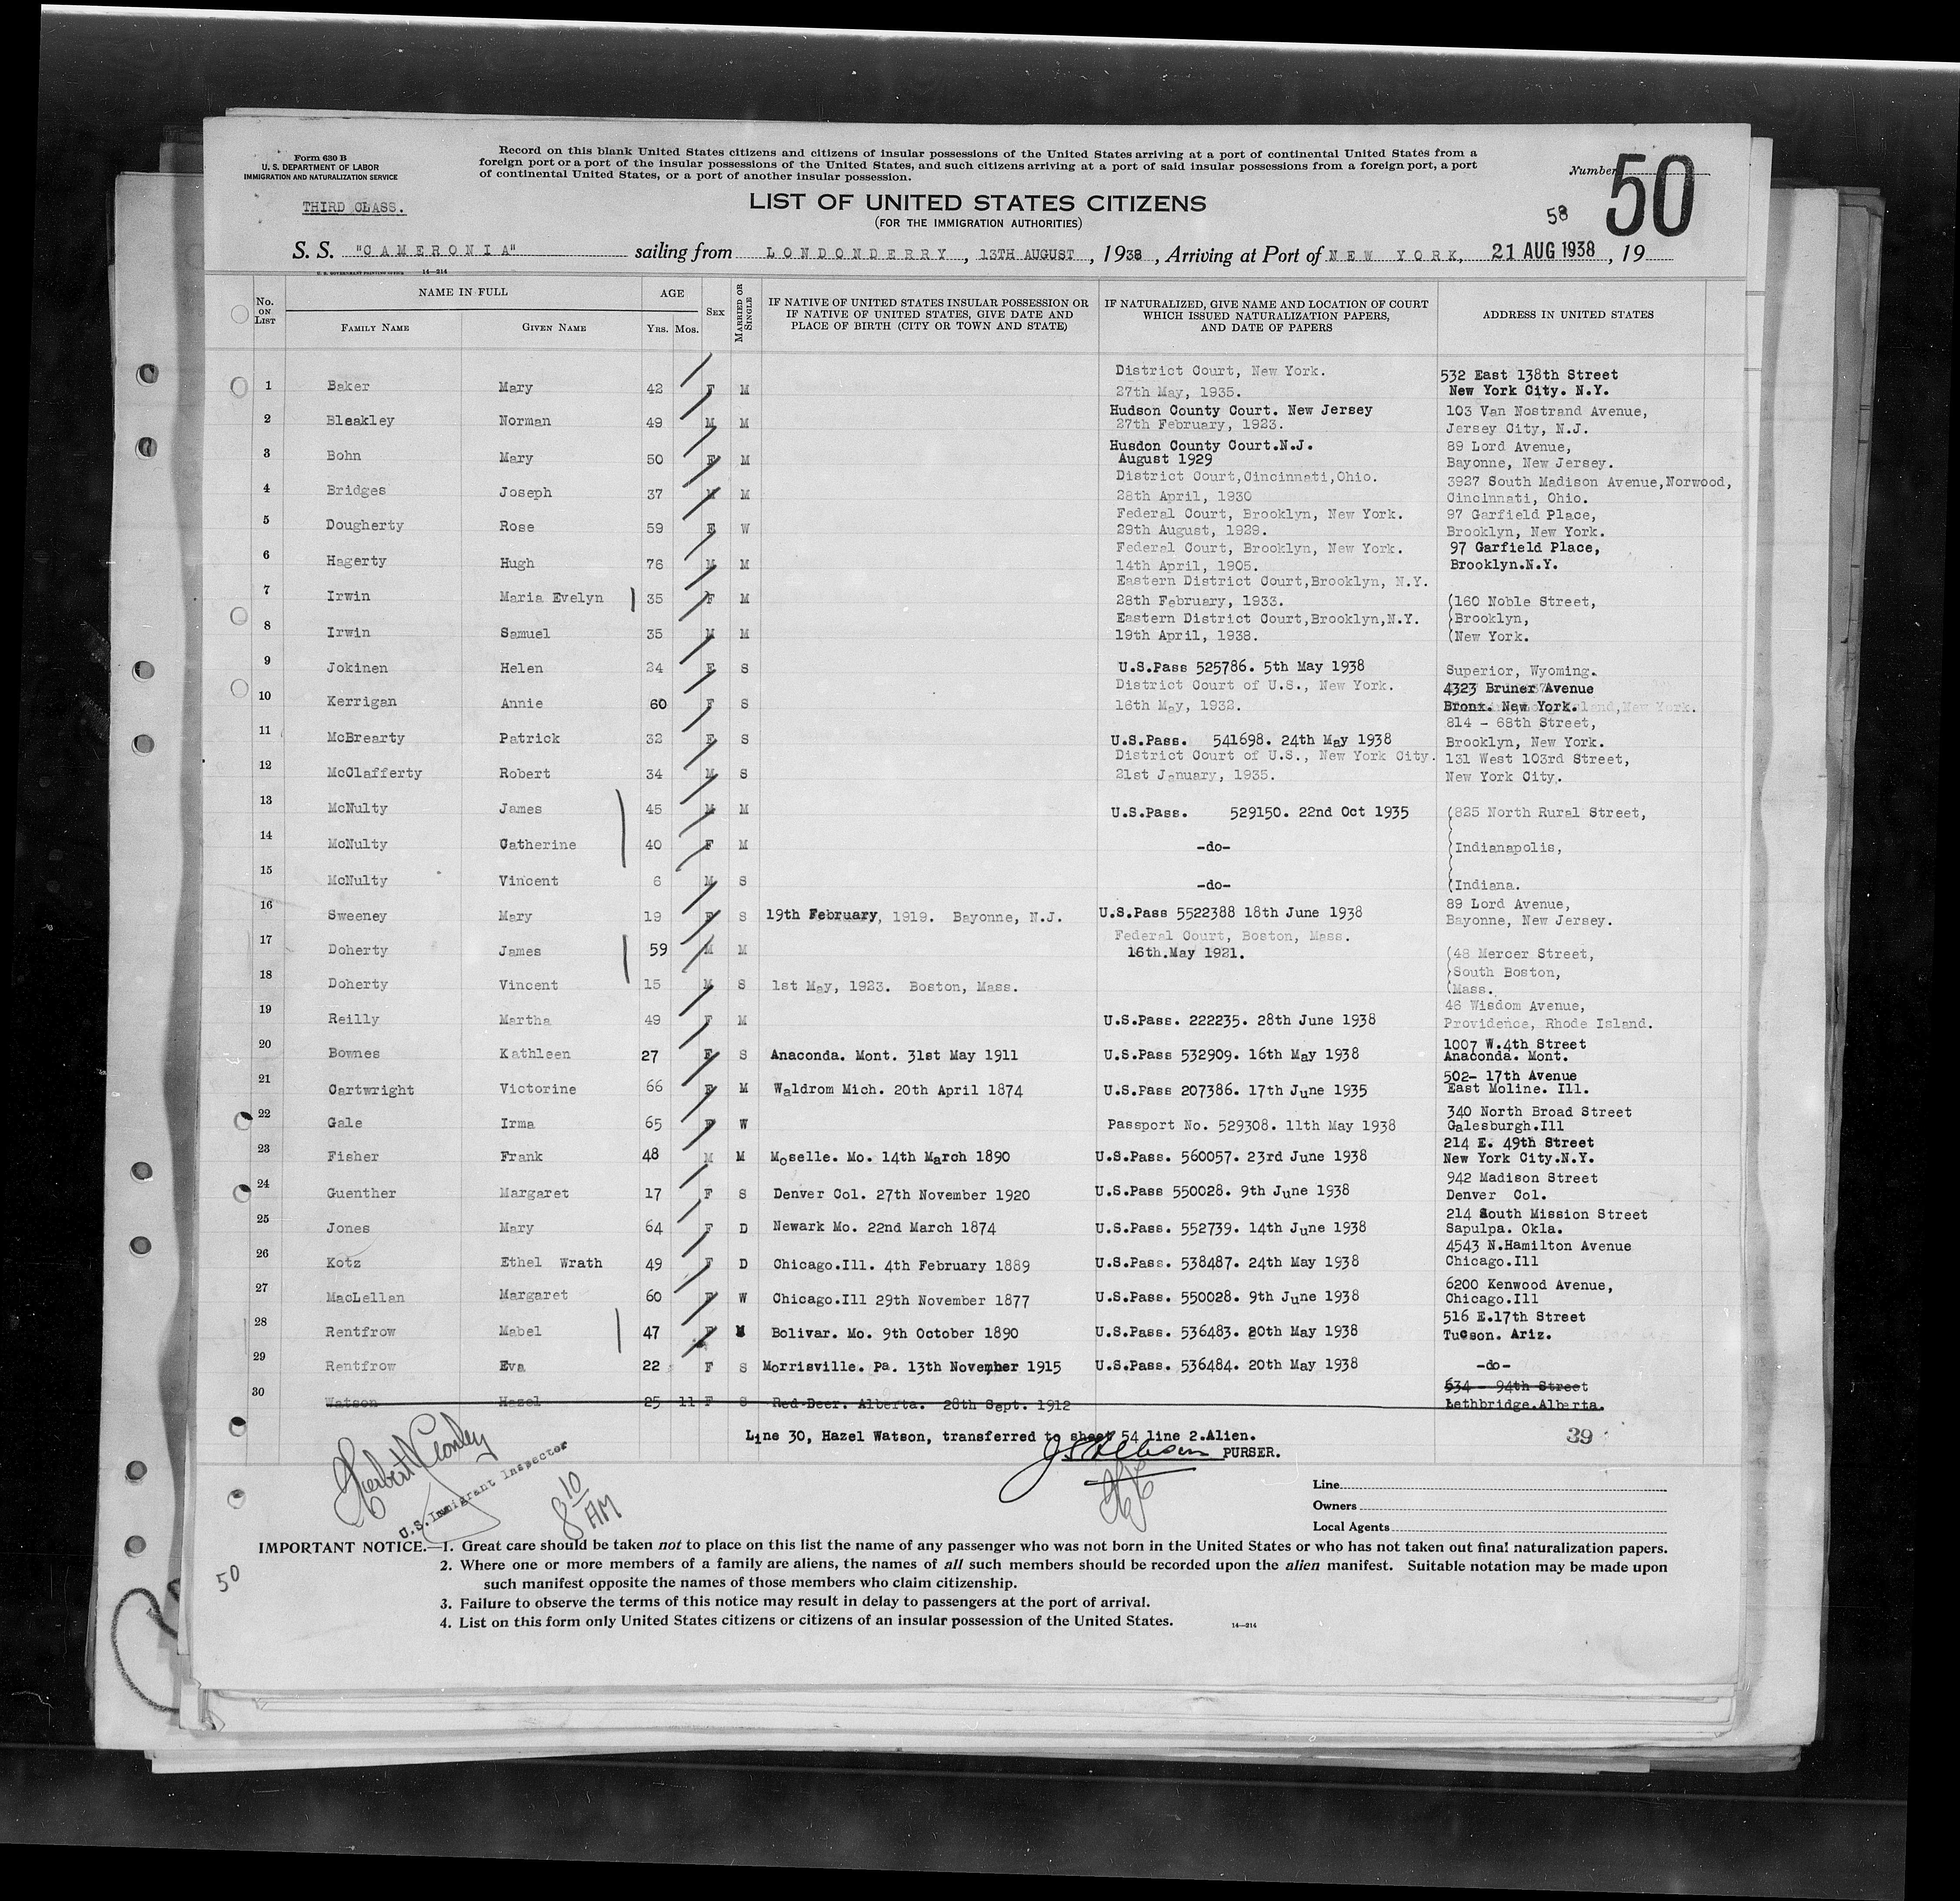 Form 630 B
U. S. DEPARTMENT OF LABOR
IMMIGRATION AND NATURALIZATION SERVICE
THIRD CLASS.
Record on this blank United States citizens and citizens of insular possessions of the United States arriving at a port of continental United States from a
foreign port or a port of the insular possessions of the United States, and such citizens arriving at a port of said insular possessions from a foreign port, a port
of continental United States, or a port of another insular possession.
Number 50
LIST OF UNITED STATES CITIZENS
(FOR THE IMMIGRATION AUTHORITIES)
58
S. S. "CAMERONIA" sailing from LONDONDERRY, 13TH AUGUST, 1938, Arriving at Port of NEW YORK, 21 AUG 1938, 19
U. S. GOVERNMENT PRINTING OFFICE 14-214
No. ON LIST
NAME IN FULL
FAMILY NAME GIVEN NAME
AGE
YRS. MOS.
SEX
MARRIED OR SINGLE
IF NATIVE OF UNITED STATES INSULAR POSSESSION OR
IF NATIVE OF UNITED STATES, GIVE DATE AND
PLACE OF BIRTH (CITY OR TOWN AND STATE)
IF NATURALIZED, GIVE NAME AND LOCATION OF COURT
WHICH ISSUED NATURALIZATION PAPERS,
AND DATE OF PAPERS
ADDRESS IN UNITED STATES
District Court, New York. 532 East 138th Street
1 Baker Mary 42 F M 27th May, 1935. New York City. N.Y.
Hudson County Court. New Jersey 103 Van Nostrand Avenue,
2 Bleakley Norman 49 M M 27th February, 1923. Jersey City, N.J.
Husdon County Court.N.J. 89 Lord Avenue,
3 Bohn Mary 50 F M August 1929 Bayonne, New Jersey.
District Court,Cincinnati,Ohio. 3927 South Madison Avenue,Norwood,
4 Bridges Joseph 37 M M 28th April, 1930 Cincinnati, Ohio.
Federal Court, Brooklyn, New York. 97 Garfield Place,
5 Dougherty Rose 59 F W 29th August, 1929. Brooklyn, New York.
Federal Court, Brooklyn, New York. 97 Garfield Place,
6 Hagerty Hugh 76 M M 14th April, 1905. Brooklyn.N.Y.
Eastern District Court,Brooklyn, N.Y.
7 Irwin Maria Evelyn 35 F M 28th February, 1933. (160 Noble Street,
Eastern District Court,Brooklyn,N.Y. Brooklyn,
8 Irwin Samuel 35 M M 19th April, 1938. (New York.
9 Jokinen Helen 24 F S U.S.Pass 525786. 5th May 1938 Superior, Wyoming.
District Court of U.S., New York. 4323 Bruner Avenue
10 Kerrigan Annie 60 F S 16th May, 1932. Bronx. New York.
814 - 68th Street,
11 McBrearty Patrick 32 S U.S.Pass. 541698. 24th May 1938 Brooklyn, New York.
District Court of U.S., New York City. 131 West 103rd Street,
12 McClafferty Robert 34 M S 21st January, 1935. New York City.
13 McNulty James 45 M M U.S.Pass. 529150. 22nd Oct 1935 (825 North Rural Street,
14 McNulty Catherine 40 F M -do- Indianapolis,
15 McNulty Vincent 6 M S -do- (Indiana.
89 Lord Avenue,
16 Sweeney Mary 19 F S 19th February, 1919. Bayonne, N.J. U.S.Pass 5522388 18th June 1938 Bayonne, New Jersey.
Federal Court, Boston, Mass.
17 Doherty James 59 M M 16th.May 1921. (48 Mercer Street,
South Boston,
18 Doherty Vincent 15 M S 1st May, 1923. Boston, Mass. (Mass.
46 Wisdom Avenue,
19 Reilly Martha 49 F M U.S.Pass. 222235. 28th June 1938 Providence, Rhode Island.
1007 W.4th Street
20 Bownes Kathleen 27 F S Anaconda. Mont. 31st May 1911 U.S.Pass 532909. 16th May 1938 Anaconda. Mont.
502- 17th Avenue
21 Cartwright Victorine 66 F M Waldrom Mich. 20th April 1874 U.S.Pass 207386. 17th June 1935 East Moline. Ill.
340 North Broad Street
22 Gale Irma 65 F W Passport No. 529308. 11th May 1938 Galesburgh.Ill
214 E. 49th Street
23 Fisher Frank 48 M M Moselle. Mo. 14th March 1890 U.S.Pass. 560057. 23rd June 1938 New York City.N.Y.
942 Madison Street
24 Guenther Margaret 17 F S Denver Col. 27th November 1920 U.S.Pass 550028. 9th June 1938 Denver Col.
214 South Mission Street
25 Jones Mary 64 F D Newark Mo. 22nd March 1874 U.S.Pass. 552739. 14th June 1938 Sapulpa. Okla.
4543 N.Hamilton Avenue
26 Kotz Ethel Wrath 49 F D Chicago.Ill. 4th February 1889 U.S.Pass. 538487. 24th May 1938 Chicago.Ill
6200 Kenwood Avenue,
27 MacLellan Margaret 60 F W Chicago.Ill 29th November 1877 U.S.Pass. 550028. 9th June 1938 Chicago.Ill
516 E.17th Street
28 Rentfrow Mabel 47 F M Bolivar. Mo. 9th October 1890 U.S.Pass. 536483. 20th May 1938 Tucson. Ariz.
29 Rentfrow Eva 22 F S Morrisville. Pa. 13th November 1915 U.S.Pass. 536484. 20th May 1938 -do-
634 - 94th Street
30 Watson Hazel 25 11 F S Red Deer. Alberta. 28th Sept. 1912 Lethbridge.Alberta.
Line 30, Hazel Watson, transferred to sheet 54 line 2.Alien. 39
PURSER.
U.S. Immigrant Inspector
8 10 AM
Line
Owners
Local Agents
IMPORTANT NOTICE.—1. Great care should be taken not to place on this list the name of any passenger who was not born in the United States or who has not taken out final naturalization papers.
2. Where one or more members of a family are aliens, the names of all such members should be recorded upon the alien manifest. Suitable notation may be made upon
such manifest opposite the names of those members who claim citizenship.
3. Failure to observe the terms of this notice may result in delay to passengers at the port of arrival.
4. List on this form only United States citizens or citizens of an insular possession of the United States.
14-214
50